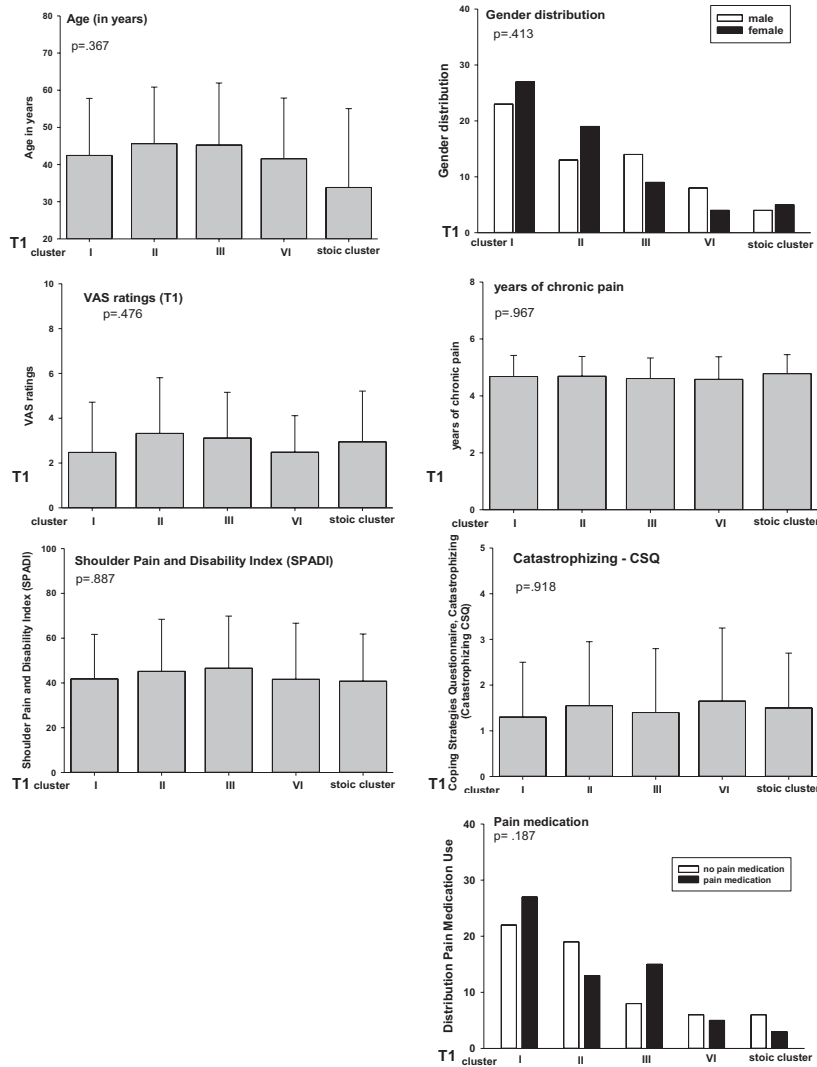 Age (in years)
p=.367
Age in years
80
70
60
50
40
30
20
T1 cluster I II III VI stoic cluster
Gender distribution
p=.413
male
female
Gender distribution
40
30
20
10
0
T1 cluster I II III VI stoic cluster
VAS ratings (T1)
p=.476
VAS ratings
10
8
6
4
2
0
T1
cluster I II III VI stoic cluster
years of chronic pain
p=.967
years of chronic pain
8
6
4
2
0
T1
cluster I II III VI stoic cluster
Shoulder Pain and Disability Index (SPADI)
p=.887
Shoulder Pain and Disability Index (SPADI)
100
80
60
40
20
0
T1 cluster I II III VI stoic cluster
Catastrophizing - CSQ
p=.918
Coping Strategies Questionnaire, Catastrophizing
(Catastrophizing CSQ)
5
4
3
2
1
0
T1 cluster I II III VI stoic cluster
Pain medication
p= .187
no pain medication
pain medication
Distribution Pain Medication Use
40
30
20
10
0
T1 cluster I II III VI stoic cluster